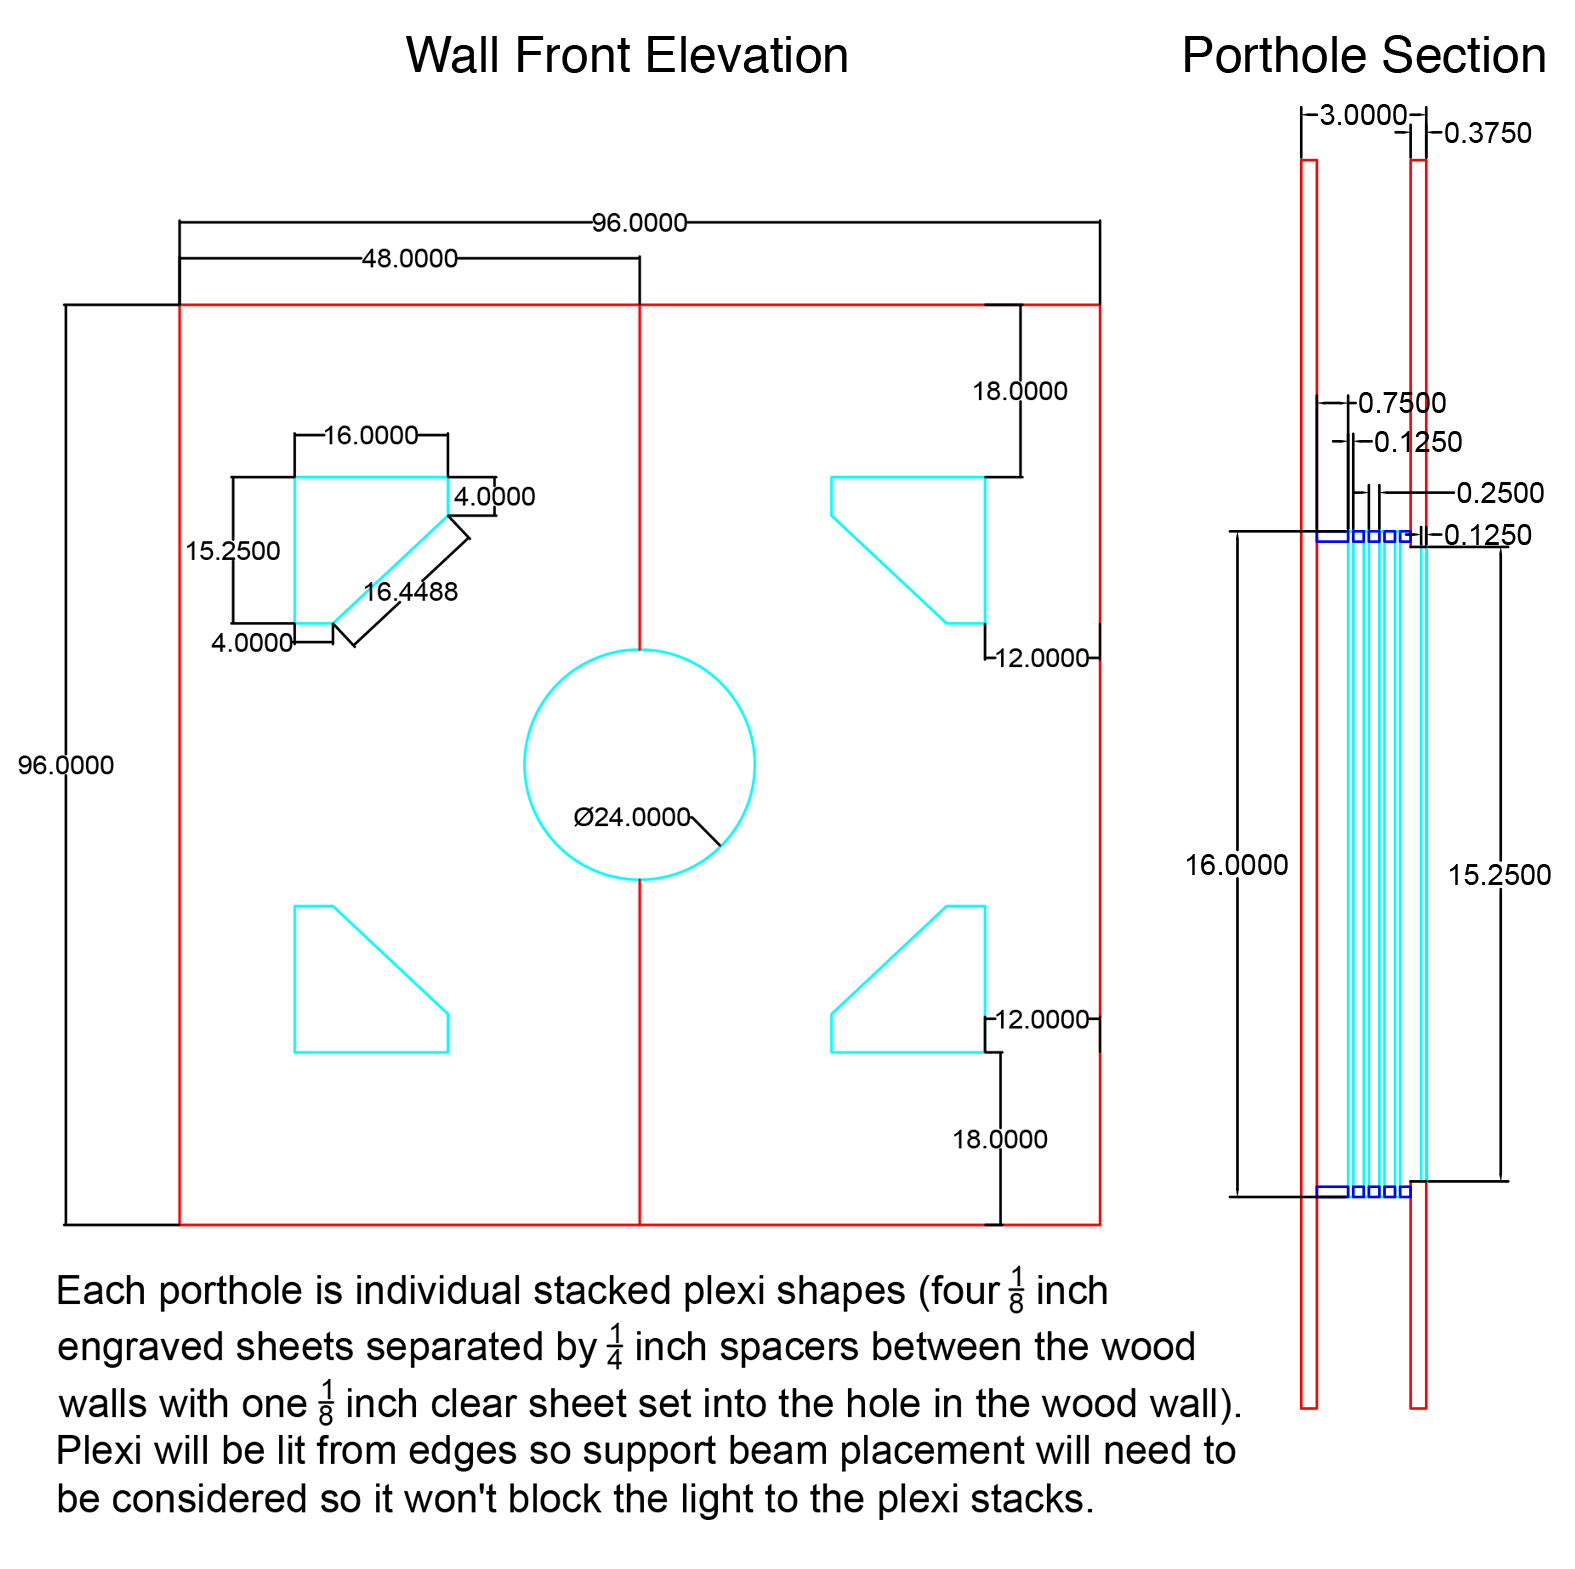 Wall Front Elevation
Porthole Section
3.0000
0.3750
96.0000
48.0000
18.0000
0.7500
0.1250
16.0000
4.0000
0.2500
0.1250
15.2500
16.4488
4.0000
12.0000
96.0000
Ø24.0000
16.0000
15.2500
12.0000
18.0000
Each porthole is individual stacked plexi shapes (four 1/8 inch
engraved sheets separated by 1/4 inch spacers between the wood
walls with one 1/8 inch clear sheet set into the hole in the wood wall).
Plexi will be lit from edges so support beam placement will need to
be considered so it won't block the light to the plexi stacks.